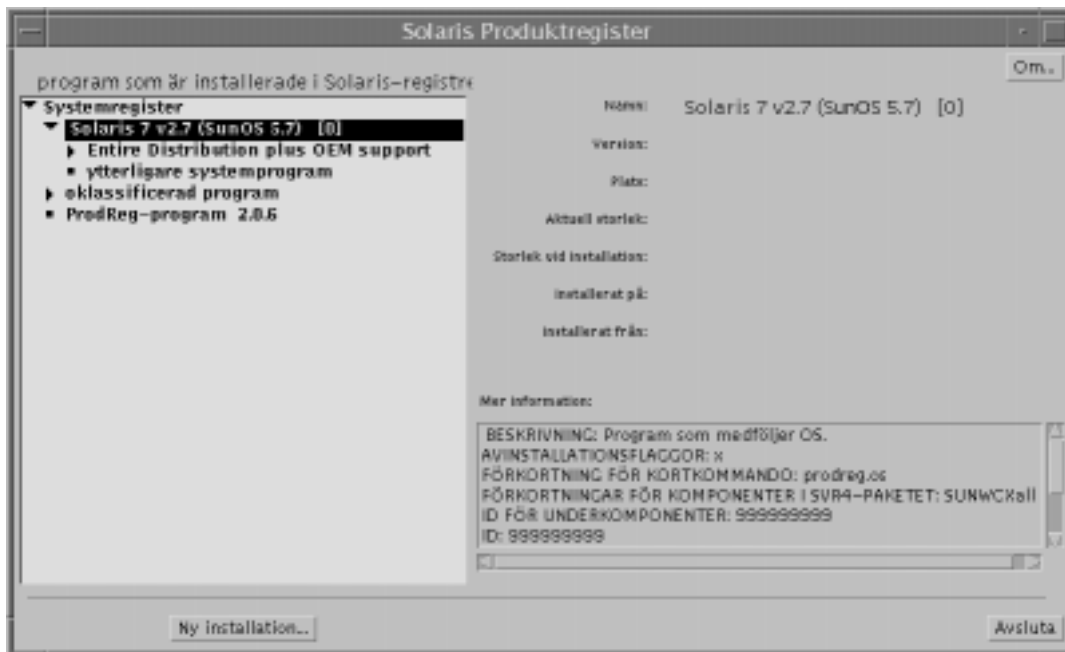 Solaris Produktregister
Om..
program som är installerade i Solaris-registre
Systemregister
Solaris 7 v2.7 (SunOS 5.7) [0]
Entire Distribution plus OEM support
ytterligare systemprogram
oklassificerad program
ProdReg-program 2.0.6
Namn: Solaris 7 v2.7 (SunOS 5.7) [0]
Version:
Plats:
Aktuell storlek:
Storlek vid installation:
Installerat på:
Installerat från:
Mer information:
BESKRIVNING: Program som medföljer OS.
AVINSTALLATIONSFLAGGOR: x
FÖRKORTNING FÖR KORTKOMMANDO: prodreg.os
FÖRKORTNINGAR FÖR KOMPONENTER I SVR4-PAKETET: SUNWCXall
ID FÖR UNDERKOMPONENTER: 999999999
ID: 999999999
Ny installation...
Avsluta